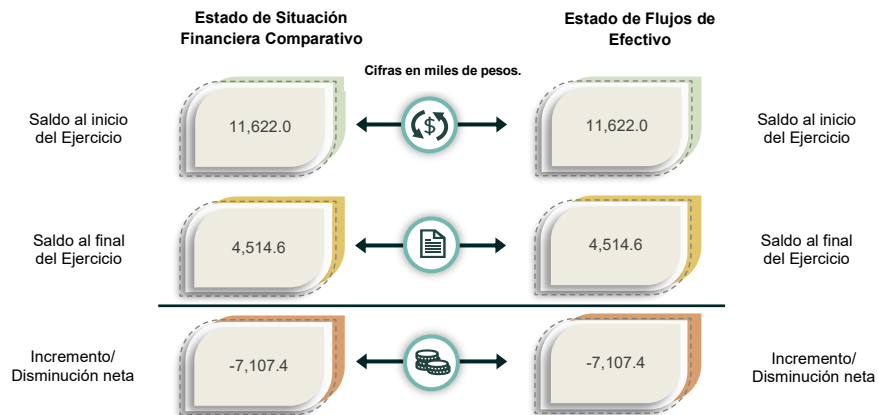 Estado de Situación
Financiera Comparativo
Estado de Flujos de
Efectivo
Cifras en miles de pesos.
Saldo al inicio
del Ejercicio
11,622.0
$
11,622.0
Saldo al inicio
del Ejercicio
Saldo al final
del Ejercicio
4,514.6
4,514.6
Saldo al final
del Ejercicio
Incremento/
Disminución neta
-7,107.4
-7,107.4
Incremento/
Disminución neta